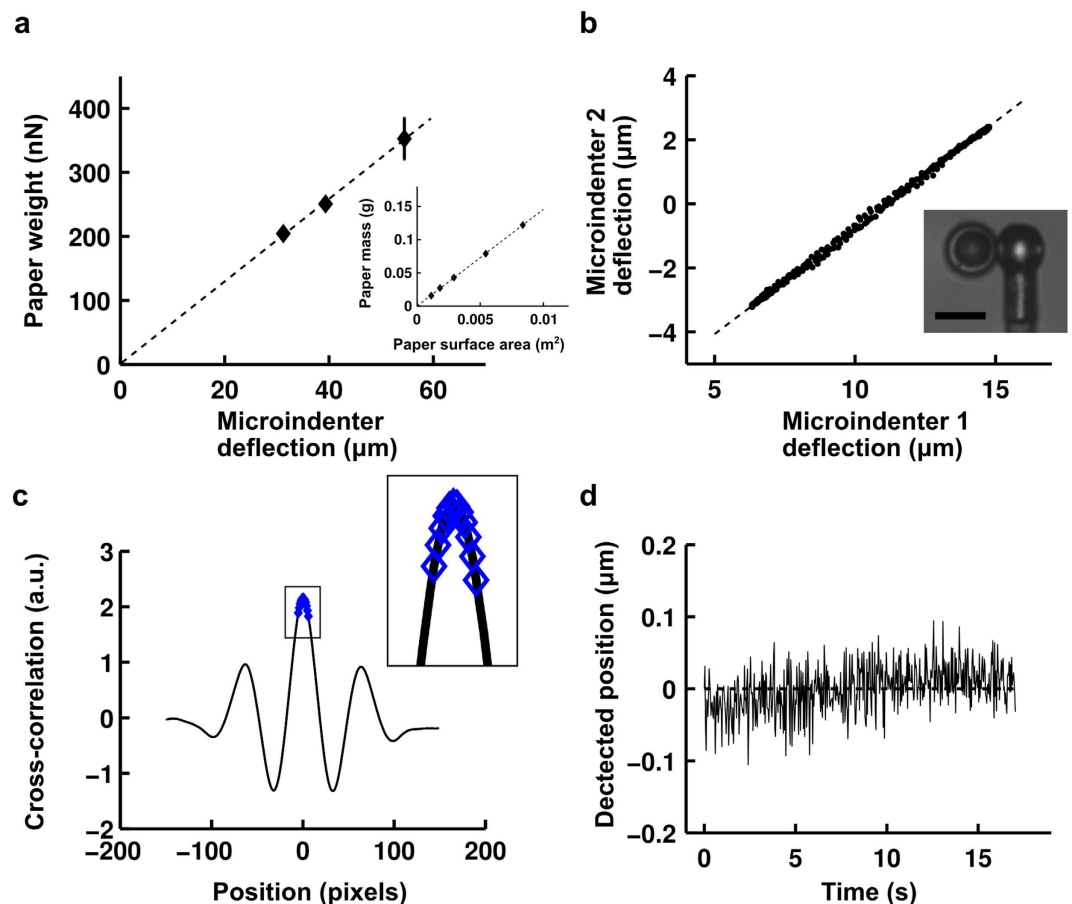 a
Paper weight (nN)
400
300
200
100
0
0
20
40
60
Microindenter
deflection (μm)
Paper mass (g)
0.15
0.1
0.05
0
0
0.005
0.01
Paper surface area (m²)
b
Microindenter 2
deflection (μm)
4
2
0
−2
−4
5
10
15
Microindenter 1
deflection (μm)
c
Cross-correlation (a.u.)
3
2
1
0
−1
−2
−200
−100
0
100
200
Position (pixels)
d
Dectected position (μm)
0.2
0.1
0
−0.1
−0.2
0
5
10
15
Time (s)